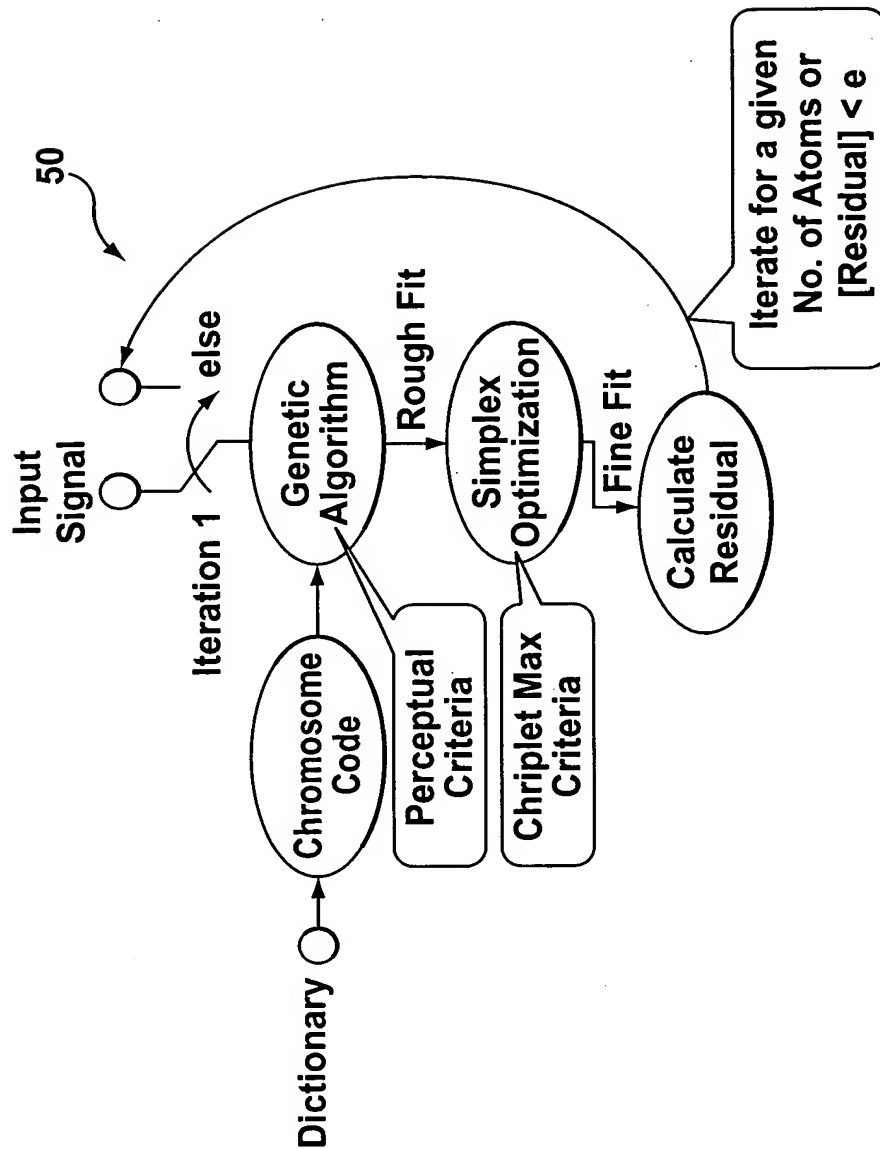 50
Input
Signal
Iteration 1
else
Dictionary
Chromosome
Code
Genetic
Algorithm
Perceptual
Criteria
Rough Fit
Simplex
Optimization
Chriplet Max
Criteria
Fine Fit
Calculate
Residual
Iterate for a given
No. of Atoms or
[Residual] < e